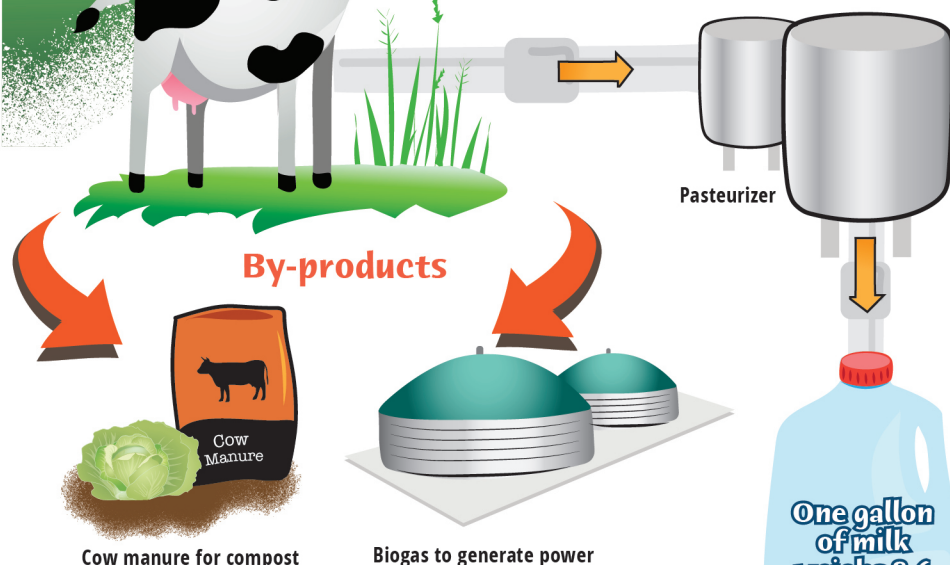 Pasteurizer
By-products
Cow
Manure
Cow manure for compost
Biogas to generate power
One gallon
of milk